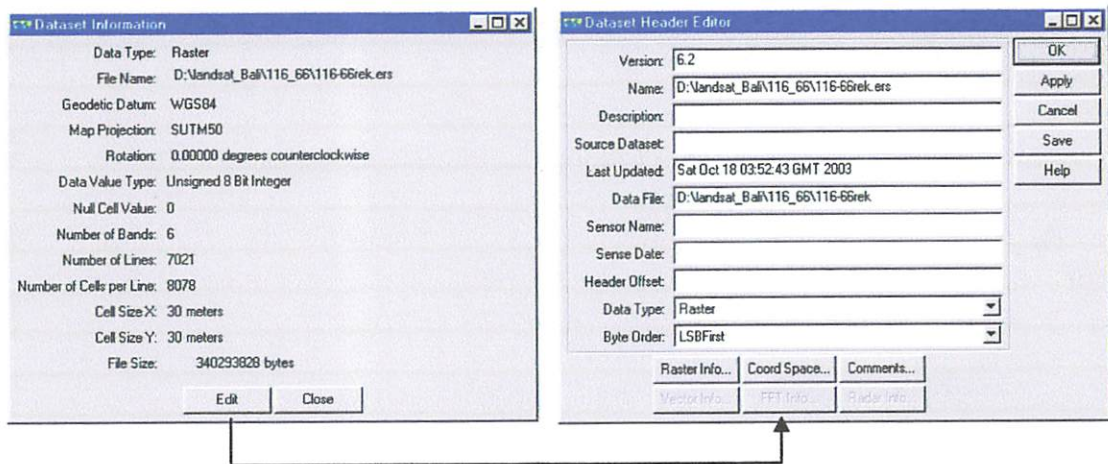 Dataset Information
Data Type: Raster
File Name: D:\landsat_Bali\116_66\116-66rek.ers
Geodetic Datum: WGS84
Map Projection: SUTM50
Rotation: 0.00000 degrees counterclockwise
Data Value Type: Unsigned 8 Bit Integer
Null Cell Value: 0
Number of Bands: 6
Number of Lines: 7021
Number of Cells per Line: 8078
Cell Size X: 30 meters
Cell Size Y: 30 meters
File Size: 340293828 bytes
Edit Close
Dataset Header Editor
Version: 6.2
Name: D:\landsat_Bali\116_66\116-66rek.ers
Description:
Source Dataset:
Last Updated: Sat Oct 18 03:52:43 GMT 2003
Data File: D:\landsat_Bali\116_66\116-66rek
Sensor Name:
Sense Date:
Header Offset:
Data Type: Raster
Byte Order: LSBFirst
Raster Info... Coord Space... Comments...
Vector Info... FFT Info... Radar Info...
OK
Apply
Cancel
Save
Help